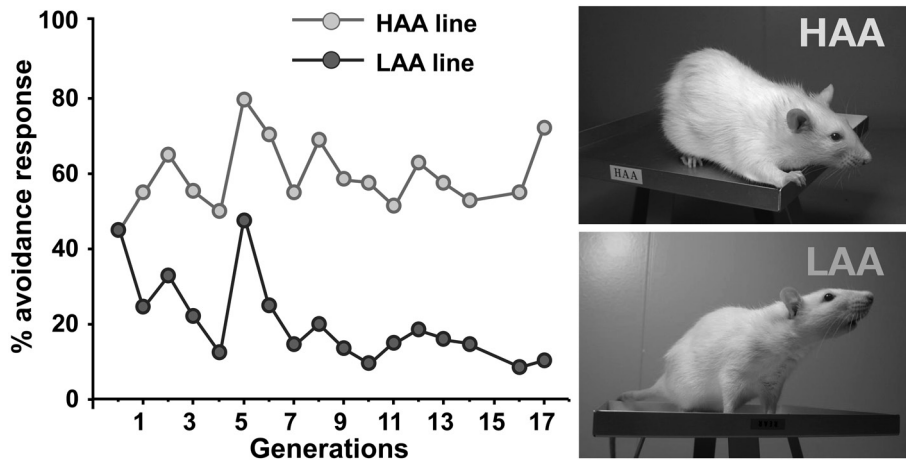 100
80
60
40
20
0
% avoidance response
HAA line
LAA line
1 3 5 7 9 11 13 15 17
Generations
HAA
HAA
LAA